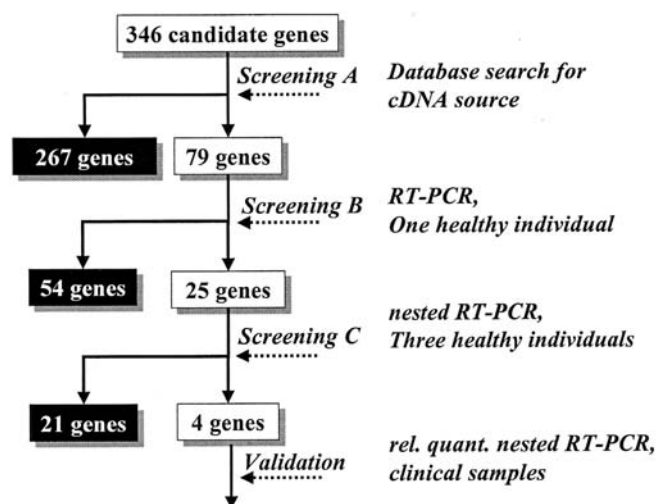 346 candidate genes
Screening A
Database search for
cDNA source
267 genes
79 genes
Screening B
RT-PCR,
One healthy individual
54 genes
25 genes
Screening C
nested RT-PCR,
Three healthy individuals
21 genes
4 genes
Validation
rel. quant. nested RT-PCR,
clinical samples